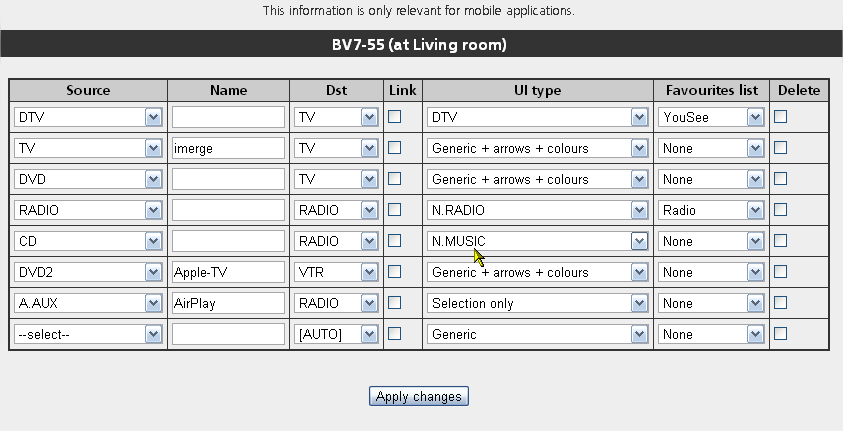 This information is only relevant for mobile applications.
BV7-55 (at Living room)
Source Name Dst Link UI type Favourites list Delete
DTV TV DTV YouSee
TV imerge TV Generic + arrows + colours None
DVD TV Generic + arrows + colours None
RADIO RADIO N.RADIO Radio
CD RADIO N.MUSIC None
DVD2 Apple-TV VTR Generic + arrows + colours None
A.AUX AirPlay RADIO Selection only None
--select-- [AUTO] Generic None
Apply changes